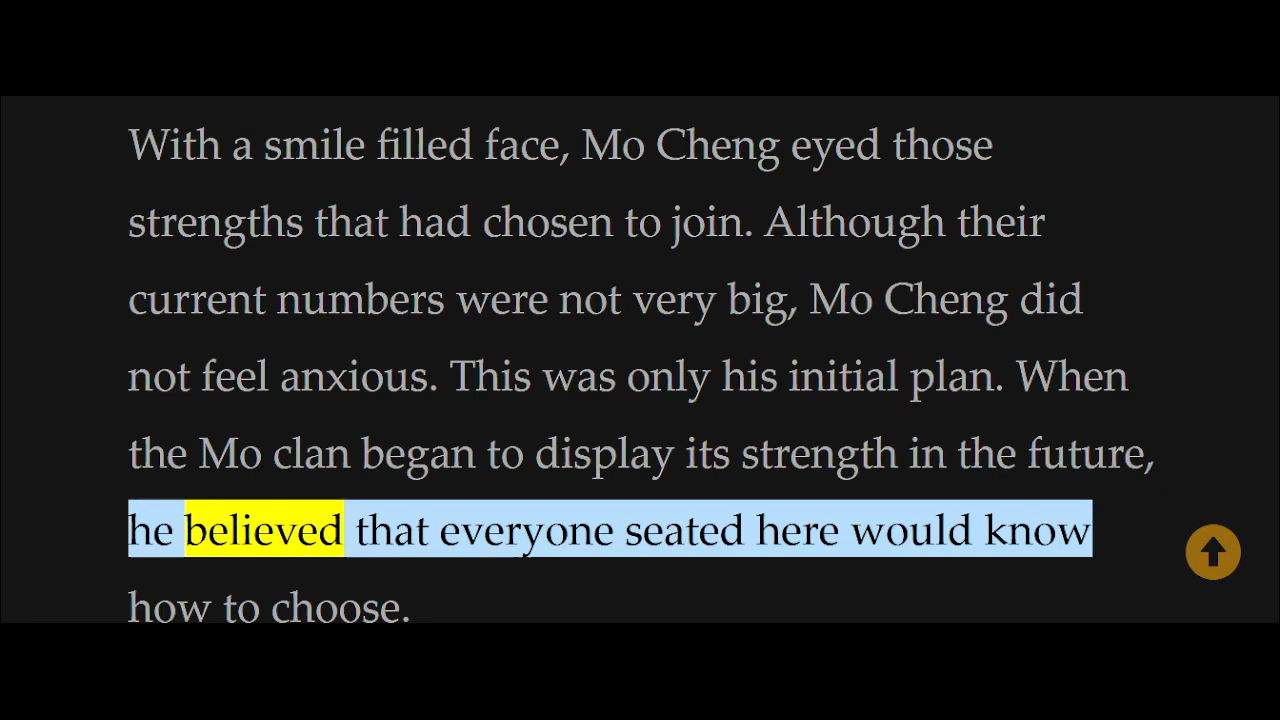 With a smile filled face, Mo Cheng eyed those
strengths that had chosen to join. Although their
current numbers were not very big, Mo Cheng did
not feel anxious. This was only his initial plan. When
the Mo clan began to display its strength in the future,
he believed that everyone seated here would know
how to choose.